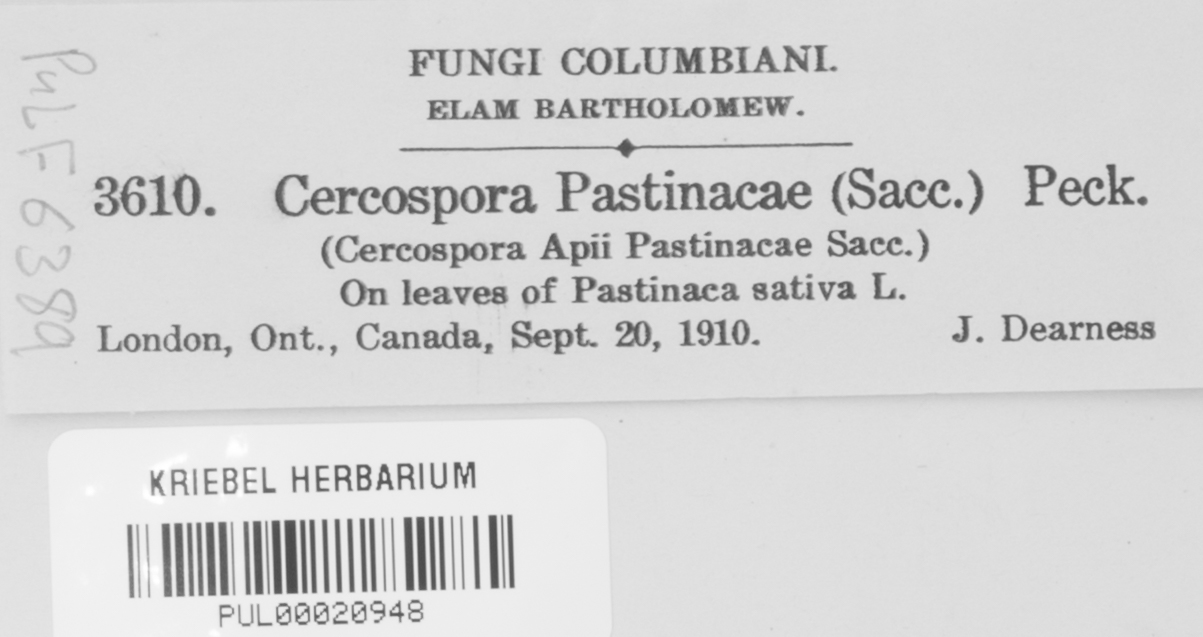 FUNGI COLUMBIANI.
ELAM BARTHOLOMEW.
3610. Cercospora Pastinacae (Sacc.) Peck.
(Cercospora Apii Pastinacae Sacc.)
On leaves of Pastinaca sativa L.
London, Ont., Canada, Sept. 20, 1910. J. Dearness
PUL F 6389
KRIEBEL HERBARIUM
PUL00020948